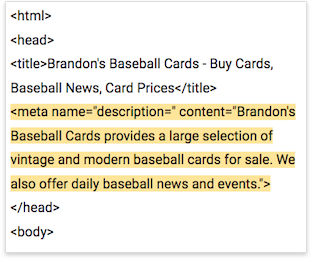 <html>
<head>
<title>Brandon's Baseball Cards - Buy Cards,
Baseball News, Card Prices</title>
<meta name="description=" content="Brandon's
Baseball Cards provides a large selection of
vintage and modern baseball cards for sale. We
also offer daily baseball news and events.">
</head>
<body>